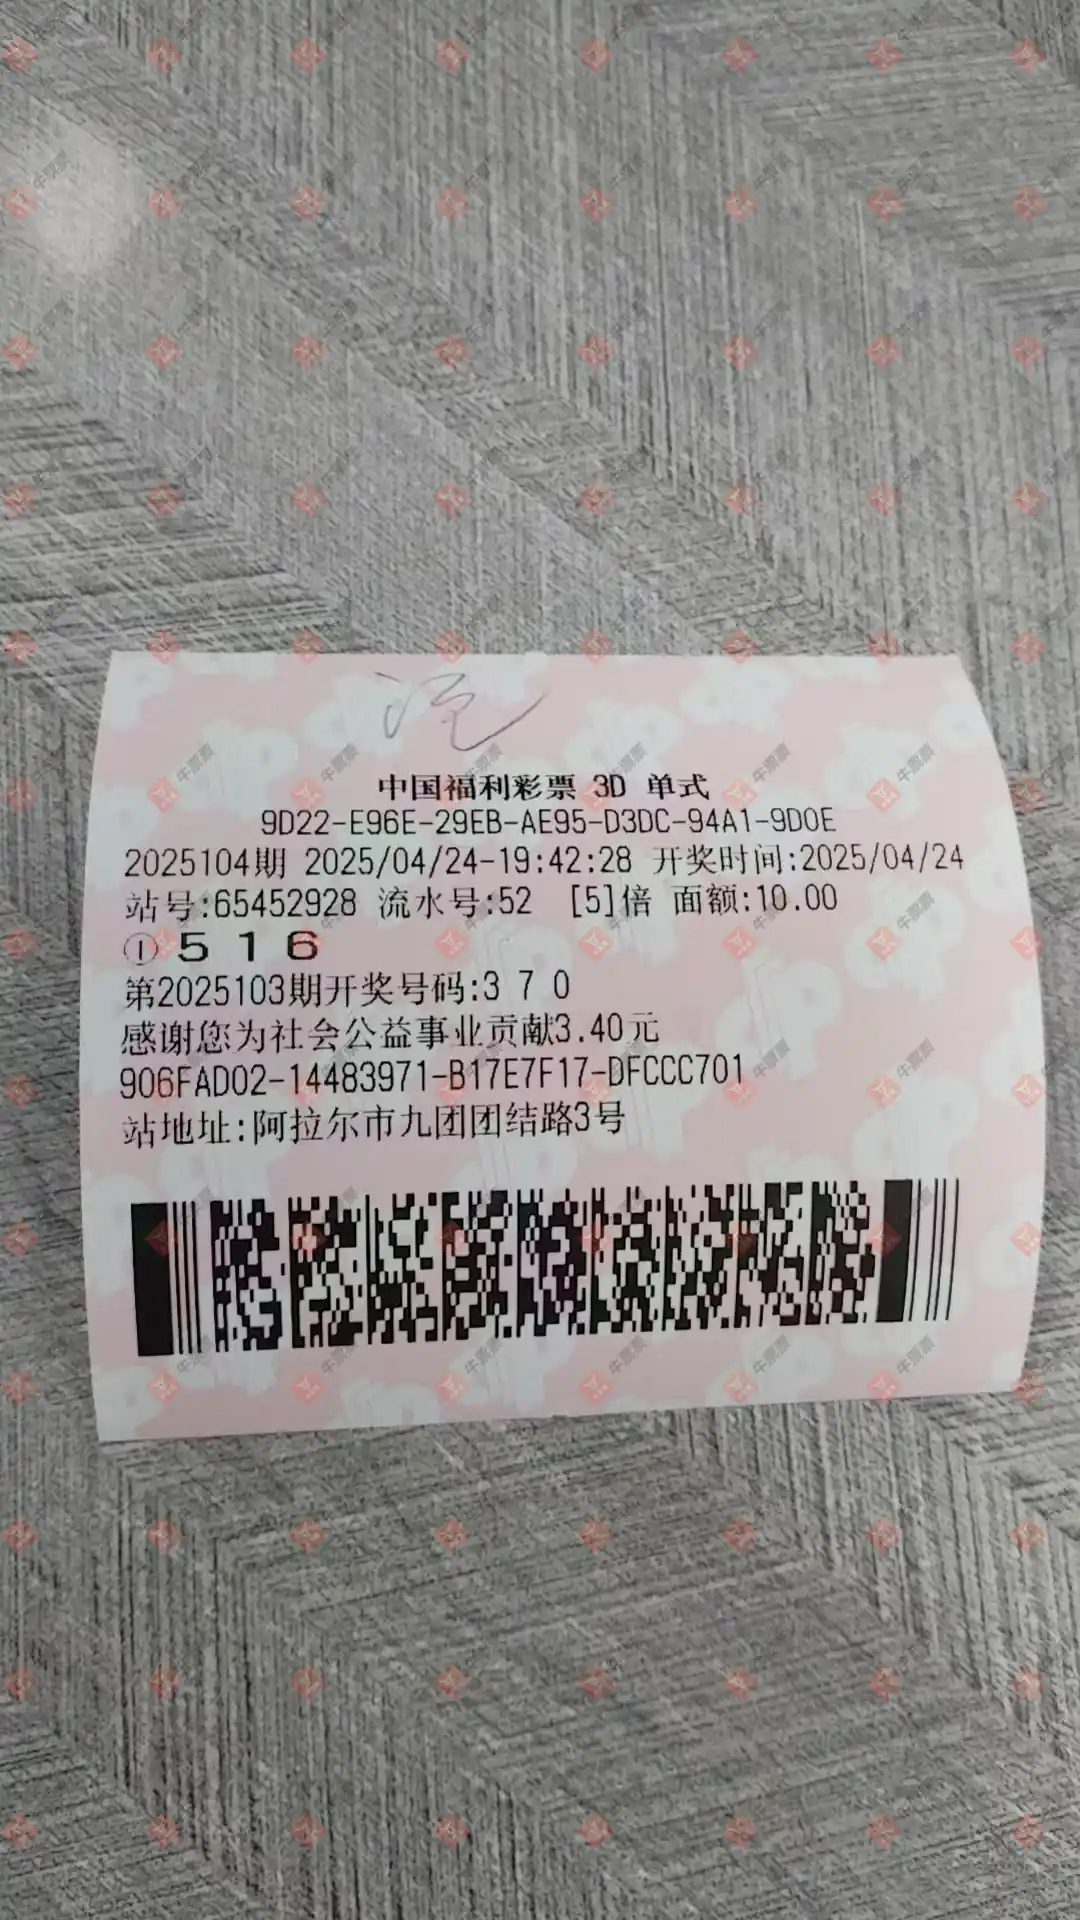 中国福利彩票 3D 单式
9D22-E96E-29EB-AE95-D3DC-94A1-9D0E
2025104期 2025/04/24-19:42:28 开奖时间:2025/04/24
站号:65452928 流水号:52 [5]倍 面额:10.00
① 5 1 6
第2025103期开奖号码:3 7 0
感谢您为社会公益事业贡献3.40元
906FAD02-14483971-B17E7F17-DFCCC701
站地址:阿拉尔市九团团结路3号